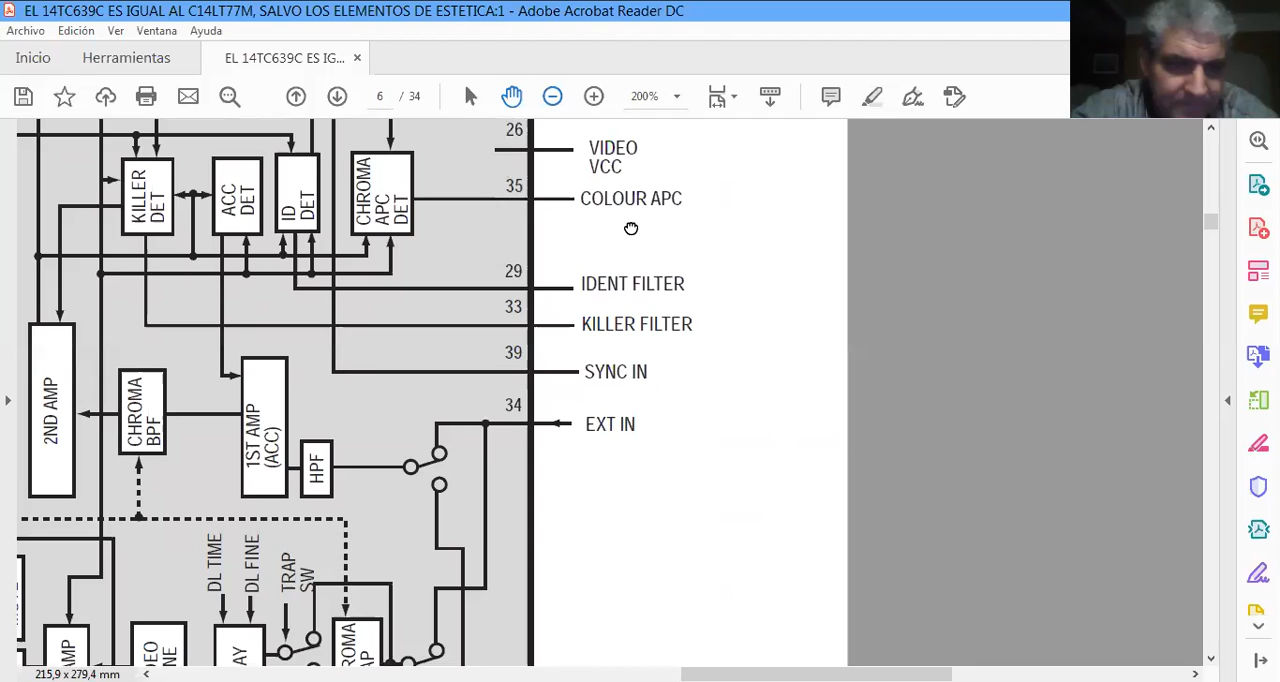 EL 14TC639C ES IGUAL AL C14LT77M, SALVO LOS ELEMENTOS DE ESTETICA:1 - Adobe Acrobat Reader DC
Archivo Edición Ver Ventana Ayuda
Inicio Herramientas EL 14TC639C ES IG... ×
6 / 34 200%
26
VIDEO
VCC
35
COLOUR APC
KILLER
DET
ACC
DET
ID
DET
CHROMA
APC
DET
29
IDENT FILTER
33
KILLER FILTER
39
SYNC IN
34
EXT IN
2ND AMP
CHROMA
BPF
1ST AMP
(ACC)
HPF
DL TIME
DL FINE
TRAP
SW
AMP
215,9 x 279,4 mm